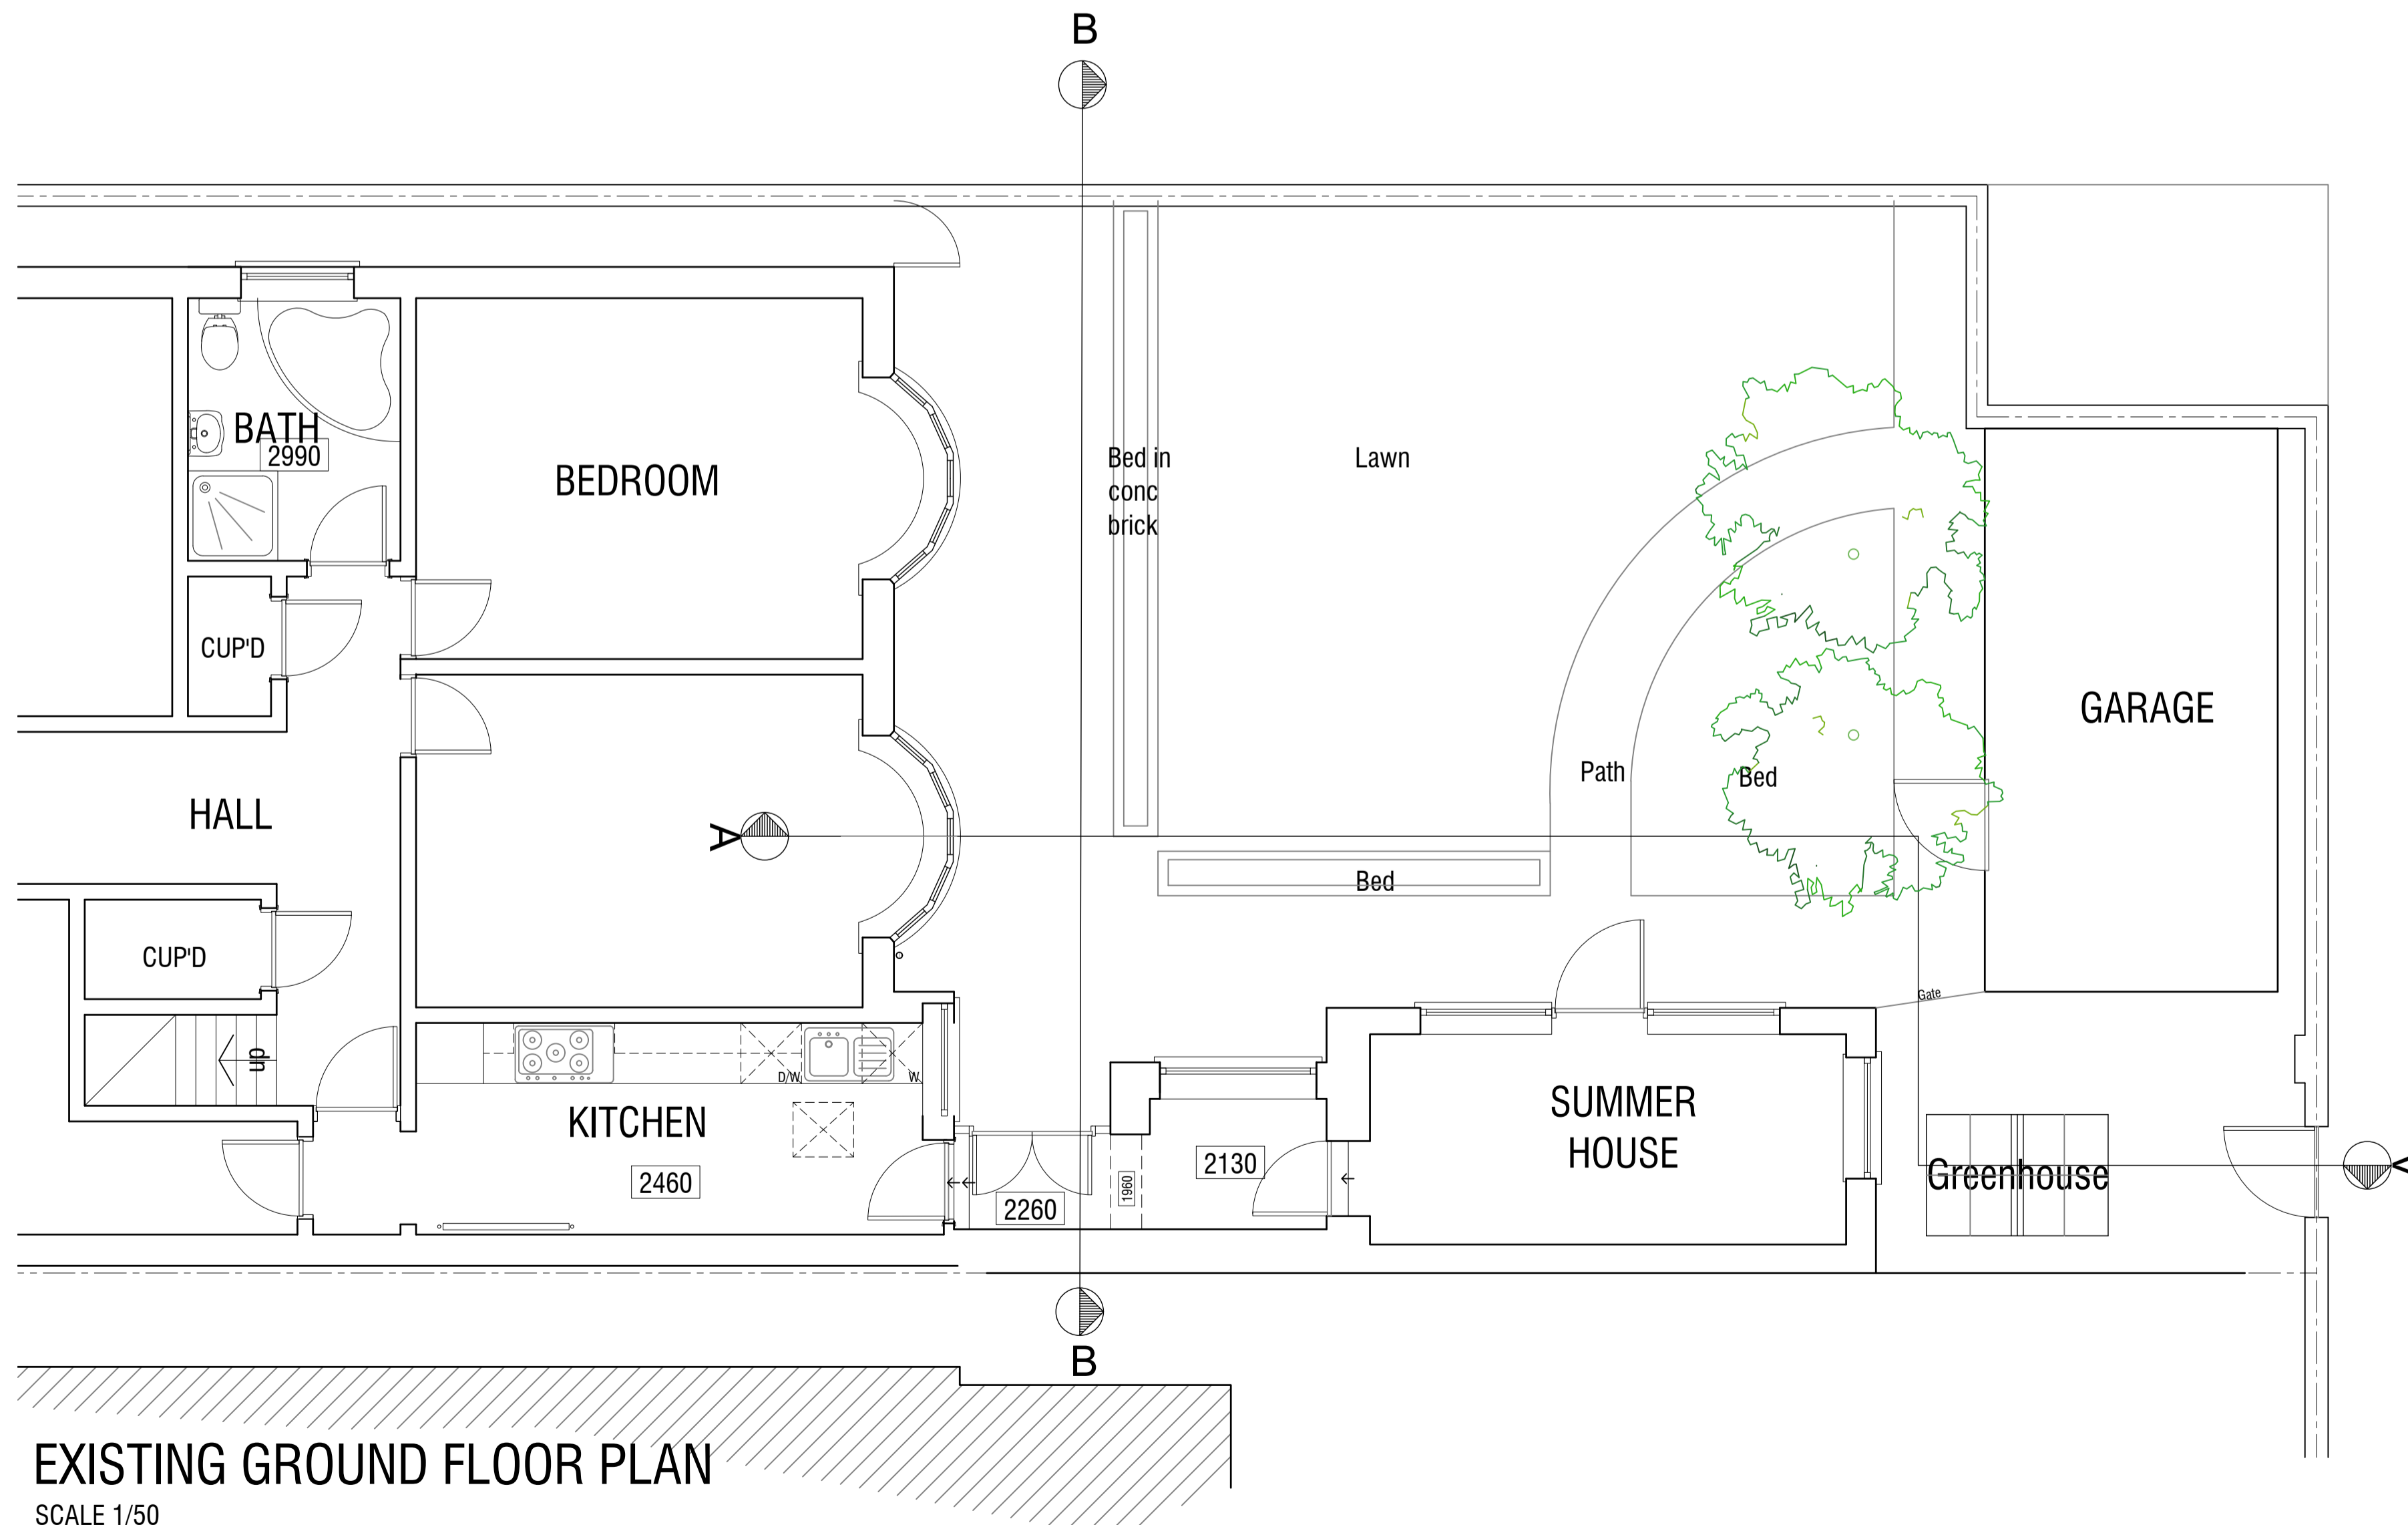 B
BATH
2990
BEDROOM
Bed in
conc
brick
Lawn
CUP'D
GARAGE
Path
Bed
HALL
A
Bed
CUP'D
Gate
up
D/W
W
KITCHEN
2460
2260
1960
2130
SUMMER
HOUSE
Greenhouse
A
B
EXISTING GROUND FLOOR PLAN
SCALE 1/50